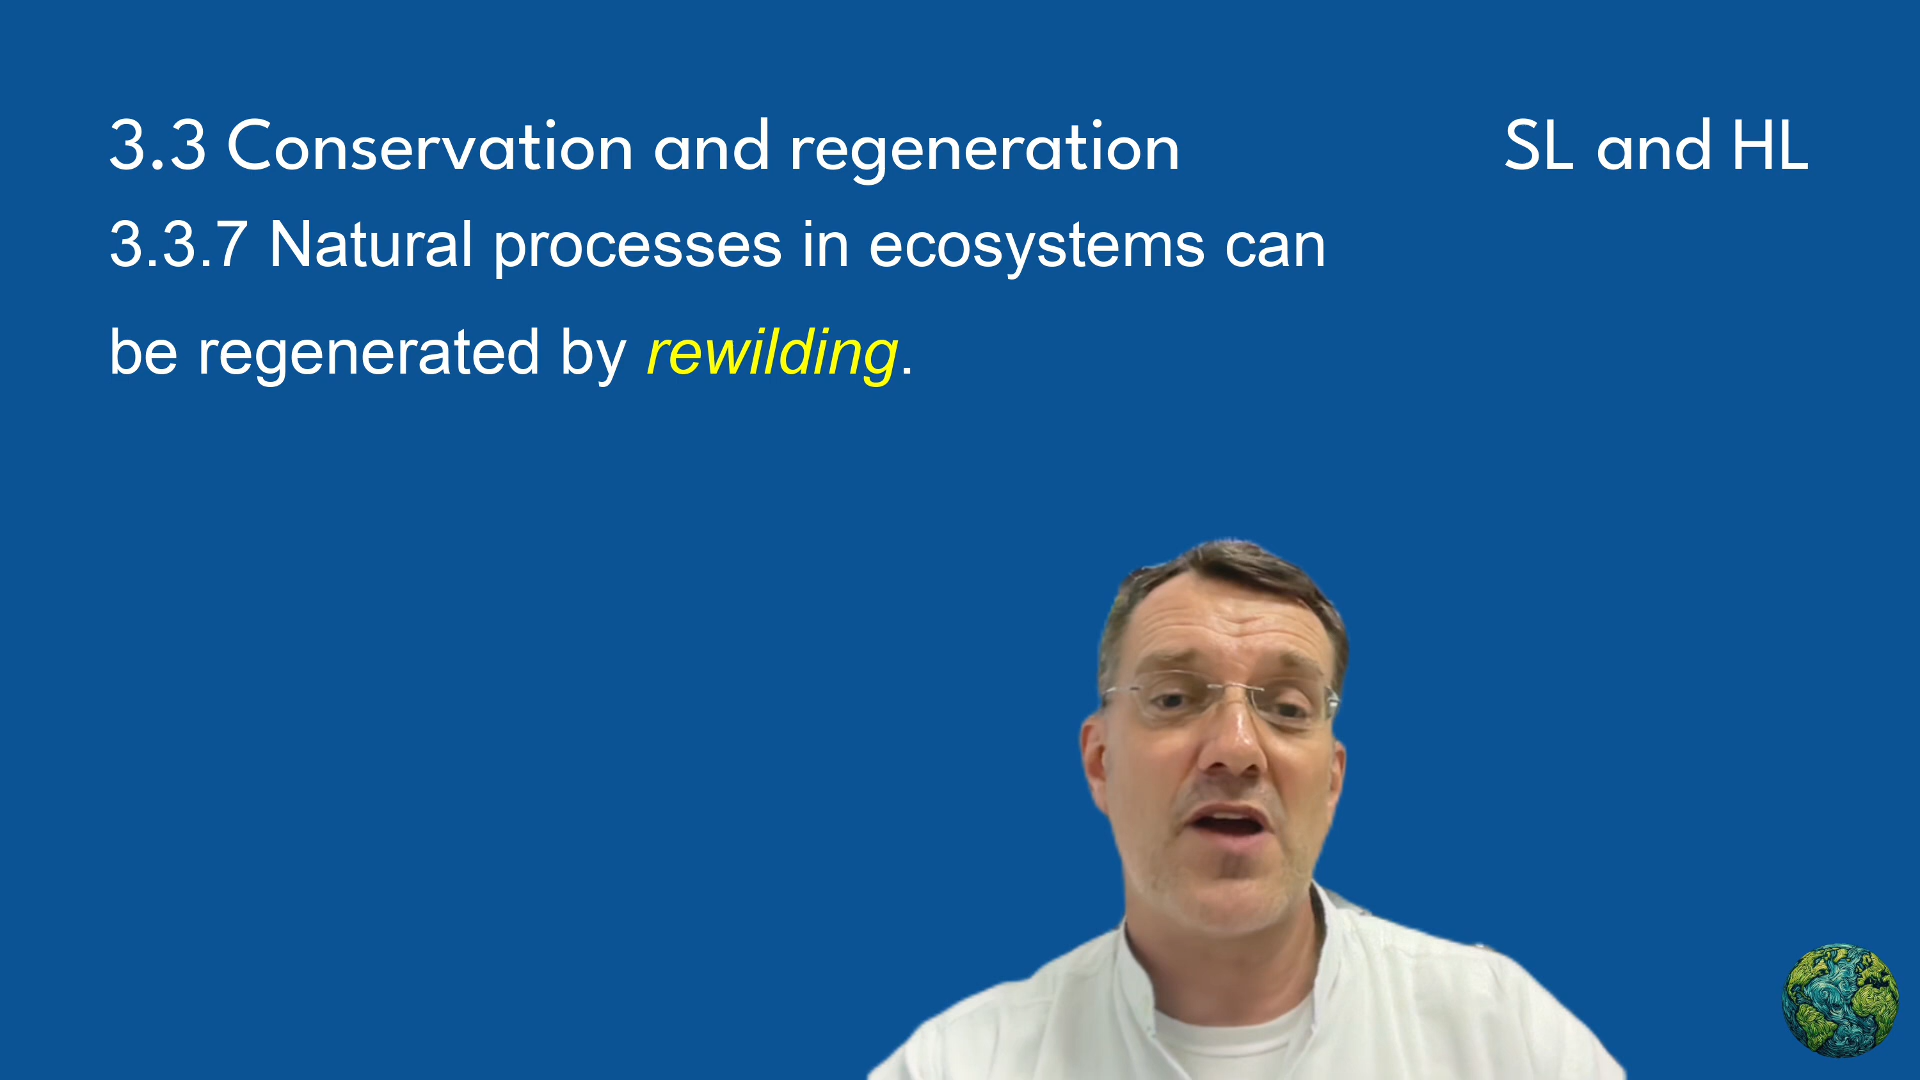 3.3 Conservation and regeneration SL and HL
3.3.7 Natural processes in ecosystems can
be regenerated by rewilding.